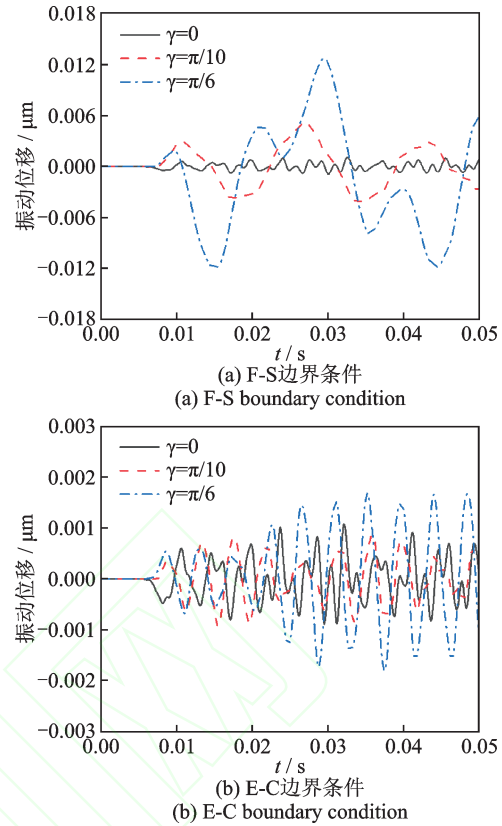 0.018
0.012
0.006
0.000
−0.006
−0.012
−0.018
振动位移 / μm
γ=0
γ=π/10
γ=π/6
0.00 0.01 0.02 0.03 0.04 0.05
t / s
(a) F-S边界条件
(a) F-S boundary condition
0.003
0.002
0.001
0.000
−0.001
−0.002
−0.003
振动位移 / μm
γ=0
γ=π/10
γ=π/6
0.00 0.01 0.02 0.03 0.04 0.05
t / s
(b) E-C边界条件
(b) E-C boundary condition